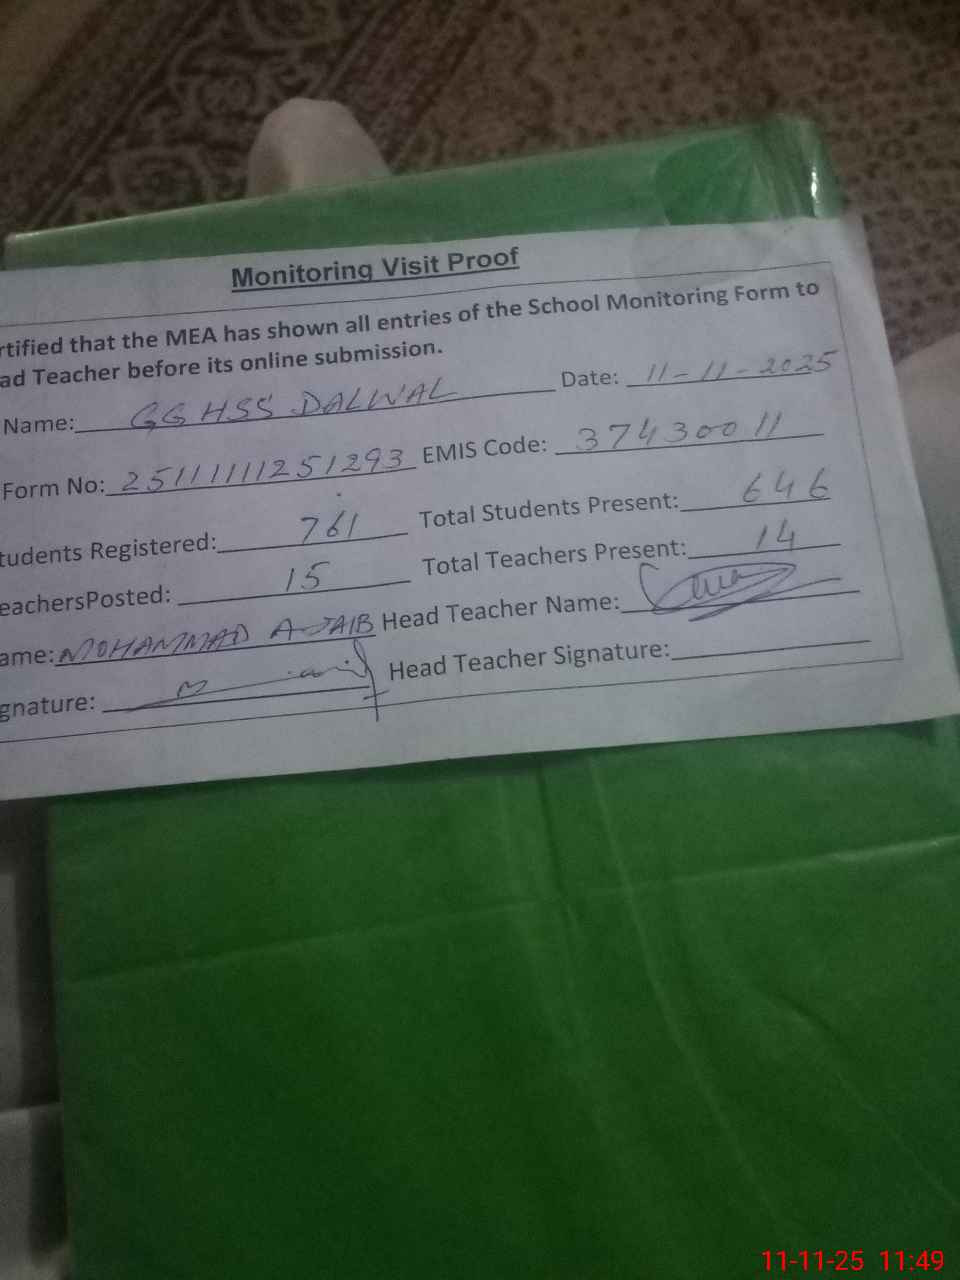 Monitoring Visit Proof
rtified that the MEA has shown all entries of the School Monitoring Form to
ad Teacher before its online submission.
Name: GGHSS DALWAL Date: 11-11-2025
Form No: 25111111251293 EMIS Code: 37430011
tudents Registered: 761 Total Students Present: 646
eachersPosted: 15 Total Teachers Present: 14
ame: MOHAMMAD AJAIB Head Teacher Name:
gnature: Head Teacher Signature:
11-11-25 11:49